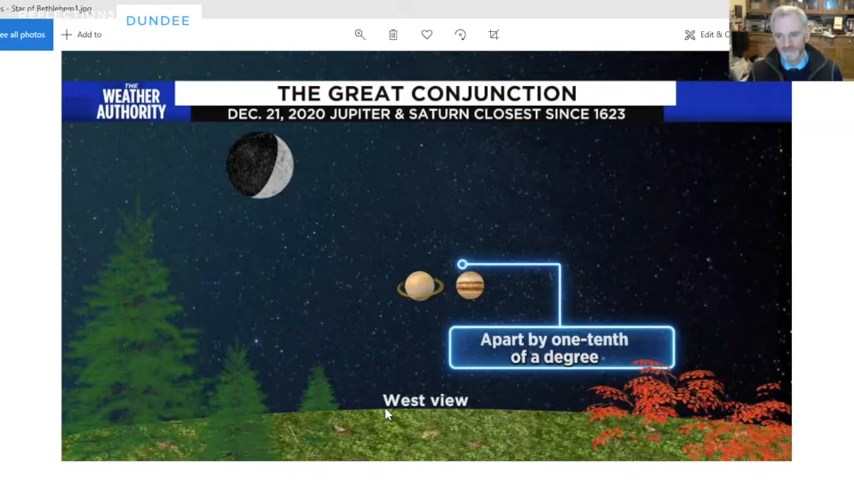 s - Star of Bethlehem1.jpg
REFLECTIONS
DUNDEE
ee all photos
Add to
Edit & C
THE
WEATHER
AUTHORITY
THE GREAT CONJUNCTION
DEC. 21, 2020 JUPITER & SATURN CLOSEST SINCE 1623
Apart by one-tenth
of a degree
West view